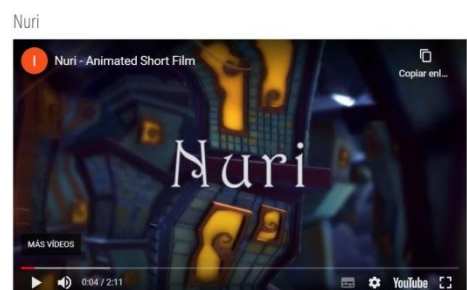 Nuri
I Nuri - Animated Short Film
Copiar enl...
Nuri
MÁS VÍDEOS
0:04 / 2:11
YouTube